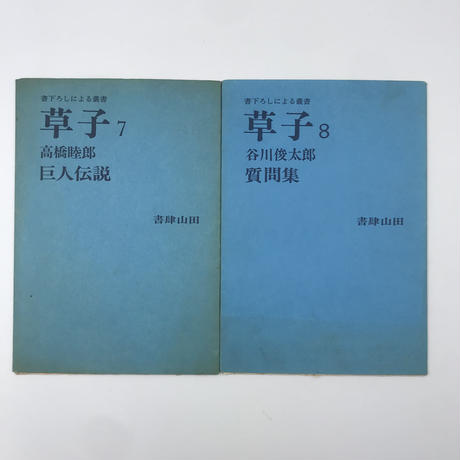 書下ろしによる叢書
草子 7
高橋睦郎
巨人伝説
書肆山田
書下ろしによる叢書
草子 8
谷川俊太郎
質問集
書肆山田